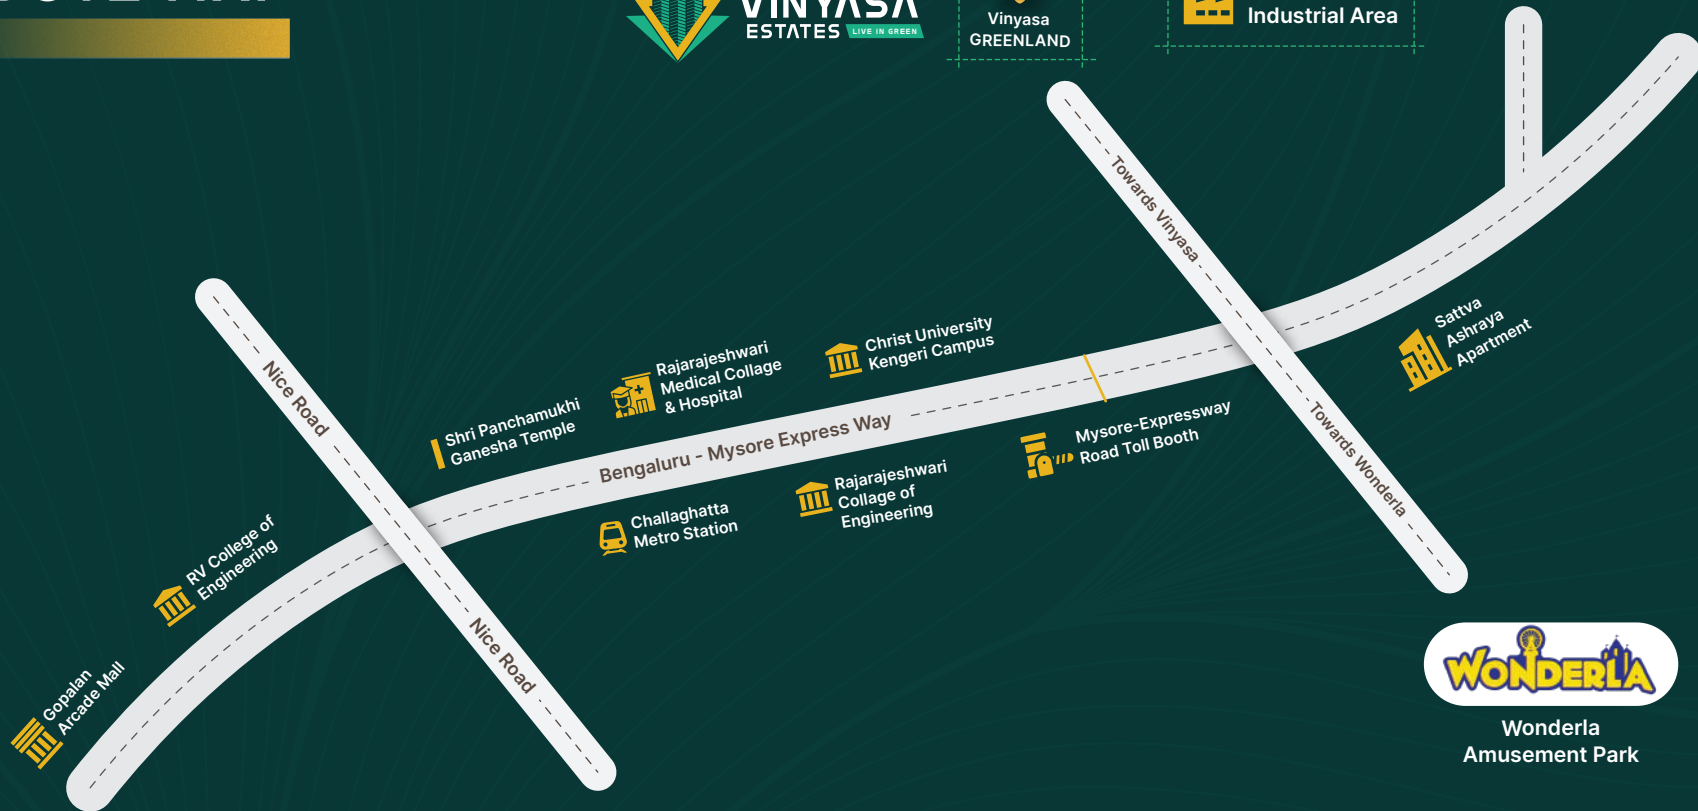 VINYASA
ESTATES
LIVE IN GREEN
Vinyasa
GREENLAND
Industrial Area
Towards Vinyasa
Towards Wonderla
Nice Road
Nice Road
Shri Panchamukhi
Ganesha Temple
Rajarajeshwari
Medical Collage
& Hospital
Christ University
Kengeri Campus
Sattva
Ashraya
Apartment
Bengaluru - Mysore Express Way
Mysore-Expressway
Road Toll Booth
Rajarajeshwari
Collage of
Engineering
Challaghatta
Metro Station
RV College of
Engineering
Gopalan
Arcade Mall
WONDERLA
Wonderla
Amusement Park